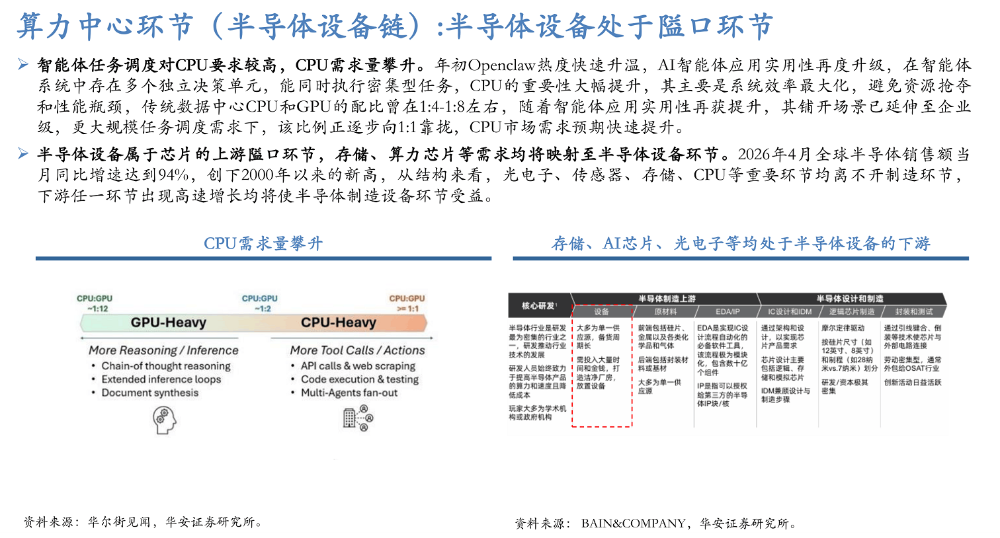 算力中心环节（半导体设备链）:半导体设备处于隘口环节
智能体任务调度对CPU要求较高，CPU需求量攀升。年初Openclaw热度快速升温，AI智能体应用实用性再度升级，在智能体
系统中存在多个独立决策单元，能同时执行密集型任务，CPU的重要性大幅提升，其主要是系统效率最大化，避免资源抢夺
和性能瓶颈，传统数据中心CPU和GPU的配比曾在1:4-1:8左右，随着智能体应用实用性再获提升，其铺开场景已延伸至企业
级，更大规模任务调度需求下，该比例正逐步向1:1靠拢，CPU市场需求预期快速提升。
半导体设备属于芯片的上游隘口环节，存储、算力芯片等需求均将映射至半导体设备环节。2026年4月全球半导体销售额当
月同比增速达到94%，创下2000年以来的新高，从结构来看，光电子、传感器、存储、CPU等重要环节均离不开制造环节，
下游任一环节出现高速增长均将使半导体制造设备环节受益。
CPU需求量攀升
CPU:GPU
~1:12
CPU:GPU
~1:2
CPU:GPU
>= 1:1
GPU-Heavy
CPU-Heavy
More Reasoning / Inference
• Chain-of thought reasoning
• Extended inference loops
• Document synthesis
More Tool Calls / Actions
• API calls & web scraping
• Code execution & testing
• Multi-Agents fan-out
资料来源：华尔街见闻，华安证券研究所。
存储、AI芯片、光电子等均处于半导体设备的下游
核心研发1
半导体制造上游
半导体设计和制造
设备
原材料
EDA/IP
IC设计和IDM
逻辑芯片制造
封装和测试
半导体行业是研发
最为密集的行业之
一，研发推动行业
技术的发展
研发人员始终致力
于提高半导体产品
的算力和速度且降
低成本
玩家大多为学术机
构或政府机构
大多为单一供
应源，备货周
期长
需投入大量时
间和金钱，打
造洁净厂房，
放置设备
前端包括硅片、
金属以及各类化
学品和气体
后端包括封装材
料或基材
大多为单一供
应源
EDA是实现IC设
计流程自动化的
必备软件工具，
该流程极为模块
化，包含数十亿
个组件
IP是指可以授权
给第三方的半导
体IP块/核
通过架构和设
计，以实现芯
片产品需求
芯片设计主要
包括逻辑、存
储和模拟芯片
IDM兼顾设计与
制造步骤
摩尔定律驱动
按硅片尺寸（如
12英寸、8英寸）
和制程（如28纳
米vs.7纳米）划分
研发/资本极其
密集
通过引线键合、倒
装等技术使芯片与
外部电路连接
劳动密集型，通常
外包给OSAT行业
创新活动日益活跃
资料来源： BAIN&COMPANY，华安证券研究所。